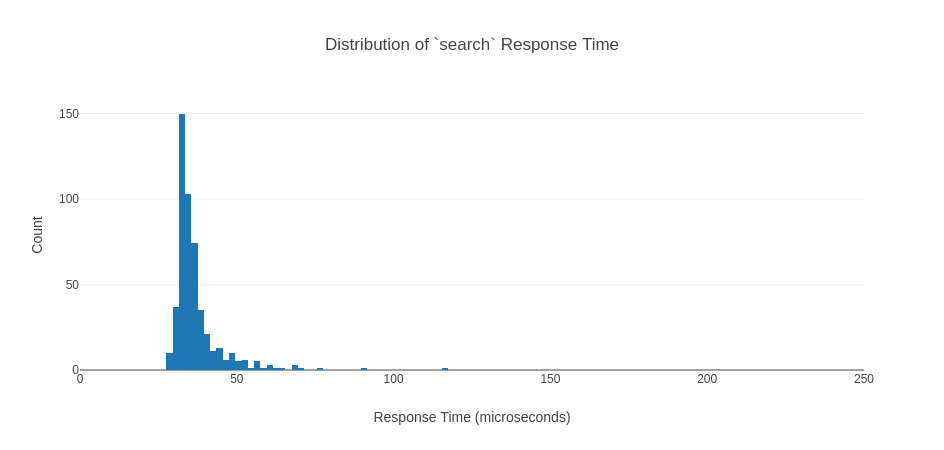 Distribution of `search` Response Time
150
100
50
0
Count
0 50 100 150 200 250
Response Time (microseconds)